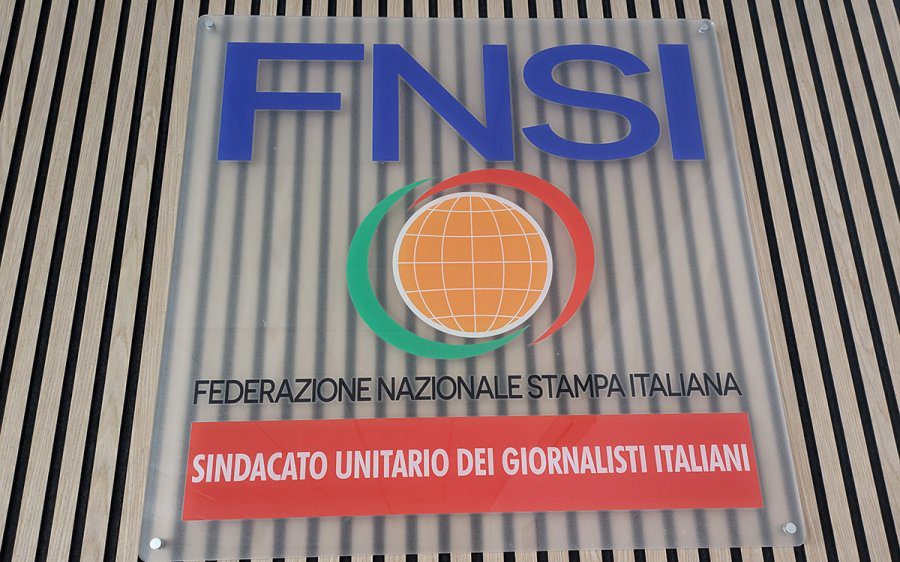 FNSI
FEDERAZIONE NAZIONALE STAMPA ITALIANA
SINDACATO UNITARIO DEI GIORNALISTI ITALIANI